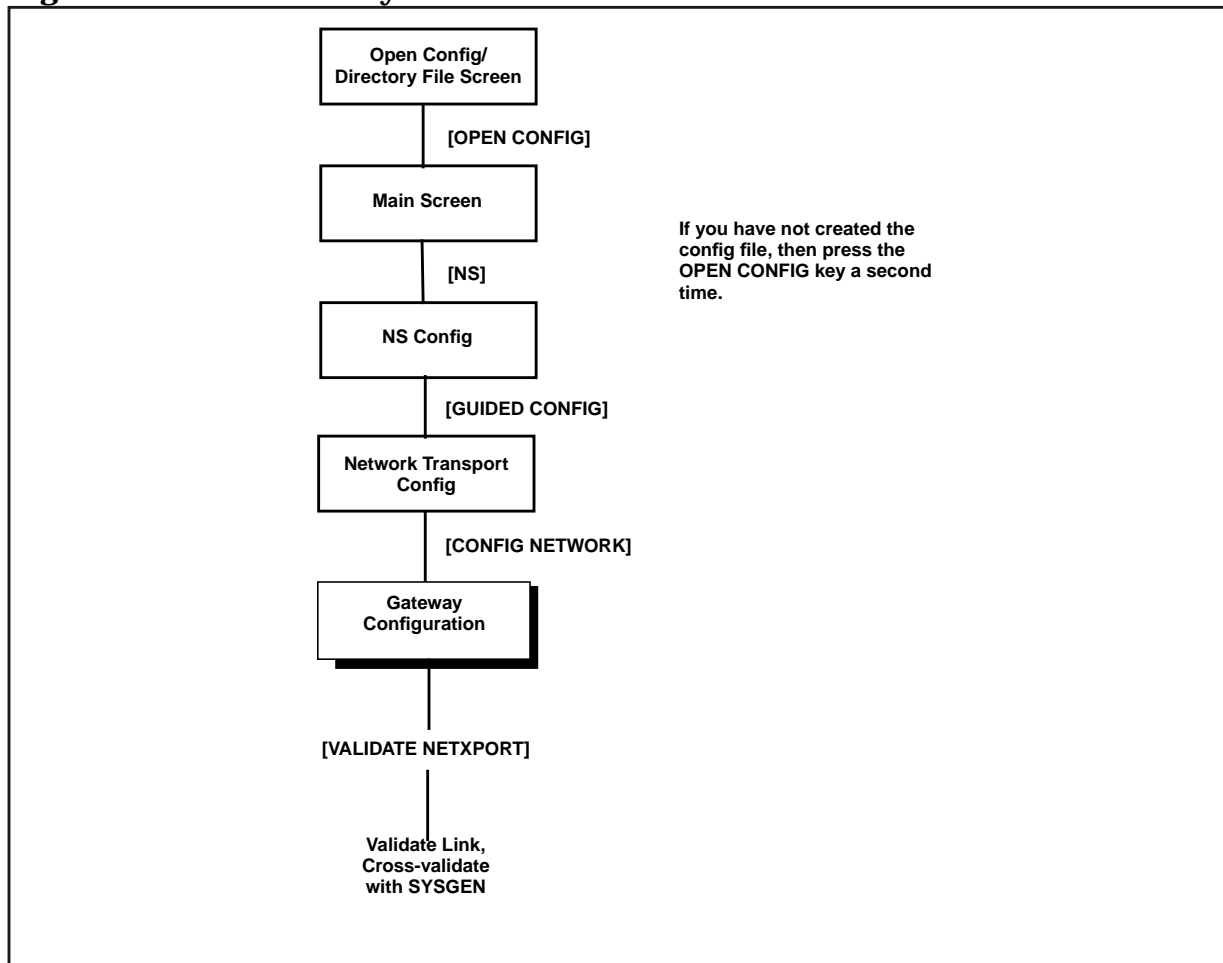 Open Config/
Directory File Screen
[OPEN CONFIG]
Main Screen
If you have not created the
config file, then press the
OPEN CONFIG key a second
time.
[NS]
NS Config
[GUIDED CONFIG]
Network Transport
Config
[CONFIG NETWORK]
Gateway
Configuration
[VALIDATE NETXPORT]
Validate Link,
Cross-validate
with SYSGEN